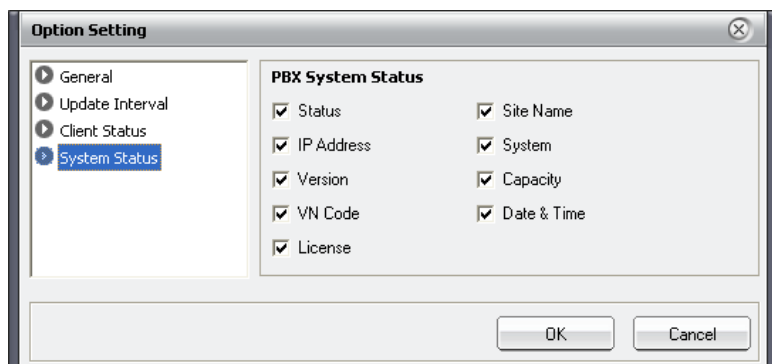 Option Setting
General
Update Interval
Client Status
System Status
PBX System Status
Status
Site Name
IP Address
System
Version
Capacity
VN Code
Date & Time
License
OK
Cancel